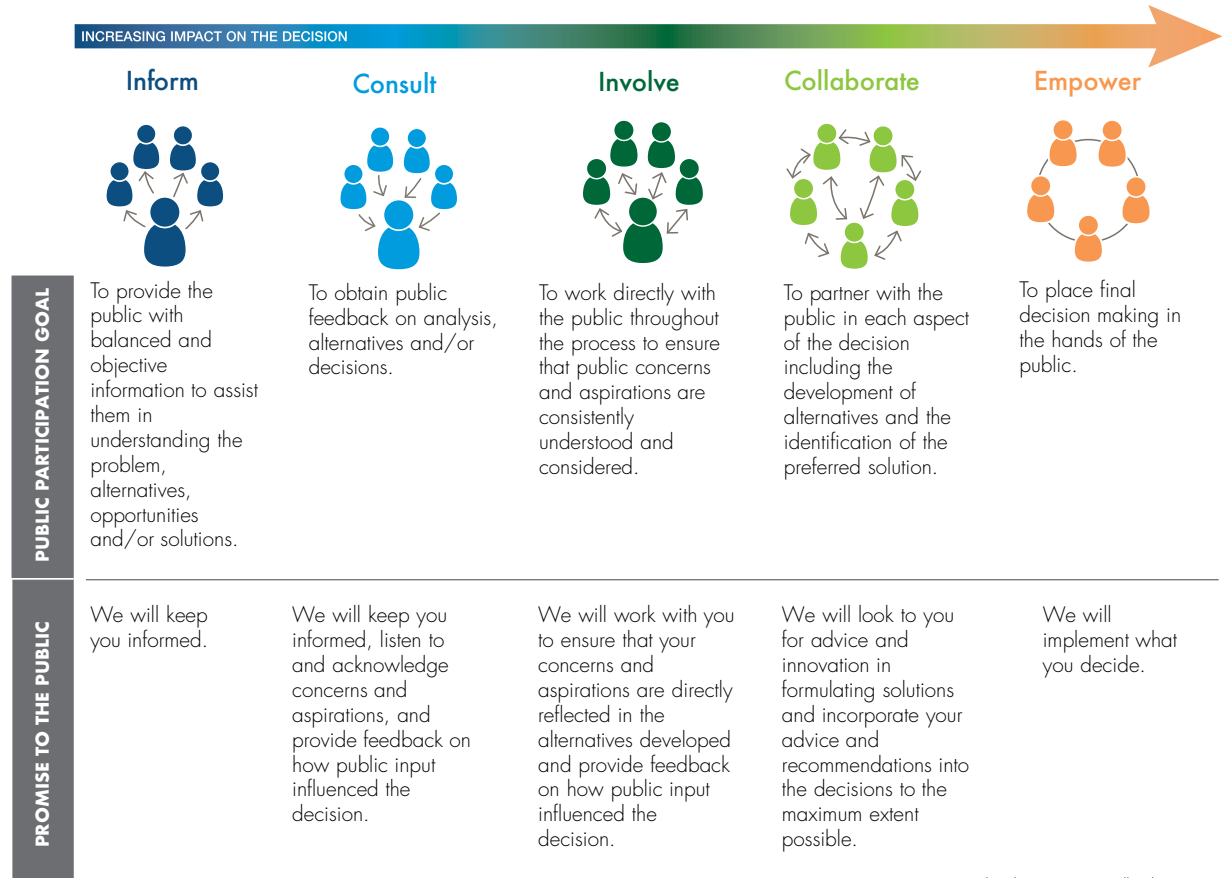 INCREASING IMPACT ON THE DECISION
Inform
Consult
Involve
Collaborate
Empower
PUBLIC PARTICIPATION GOAL
To provide the
public with
balanced and
objective
information to assist
them in
understanding the
problem,
alternatives,
opportunities
and/or solutions.
To obtain public
feedback on analysis,
alternatives and/or
decisions.
To work directly with
the public throughout
the process to ensure
that public concerns
and aspirations are
consistently
understood and
considered.
To partner with the
public in each aspect
of the decision
including the
development of
alternatives and the
identification of the
preferred solution.
To place final
decision making in
the hands of the
public.
PROMISE TO THE PUBLIC
We will keep
you informed.
We will keep you
informed, listen to
and acknowledge
concerns and
aspirations, and
provide feedback on
how public input
influenced the
decision.
We will work with you
to ensure that your
concerns and
aspirations are directly
reflected in the
alternatives developed
and provide feedback
on how public input
influenced the
decision.
We will look to you
for advice and
innovation in
formulating solutions
and incorporate your
advice and
recommendations into
the decisions to the
maximum extent
possible.
We will
implement what
you decide.